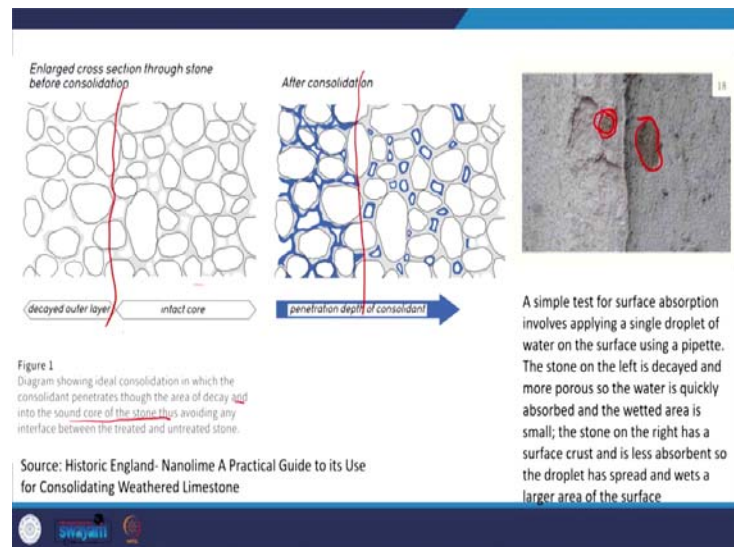 Enlarged cross section through stone
before consolidation
After consolidation
18
decayed outer layer
intact core
penetration depth of consolidant
Figure 1
Diagram showing ideal consolidation in which the
consolidant penetrates though the area of decay and
into the sound core of the stone thus avoiding any
interface between the treated and untreated stone.
Source: Historic England- Nanolime A Practical Guide to its Use
for Consolidating Weathered Limestone
A simple test for surface absorption
involves applying a single droplet of
water on the surface using a pipette.
The stone on the left is decayed and
more porous so the water is quickly
absorbed and the wetted area is
small; the stone on the right has a
surface crust and is less absorbent so
the droplet has spread and wets a
larger area of the surface
swayam